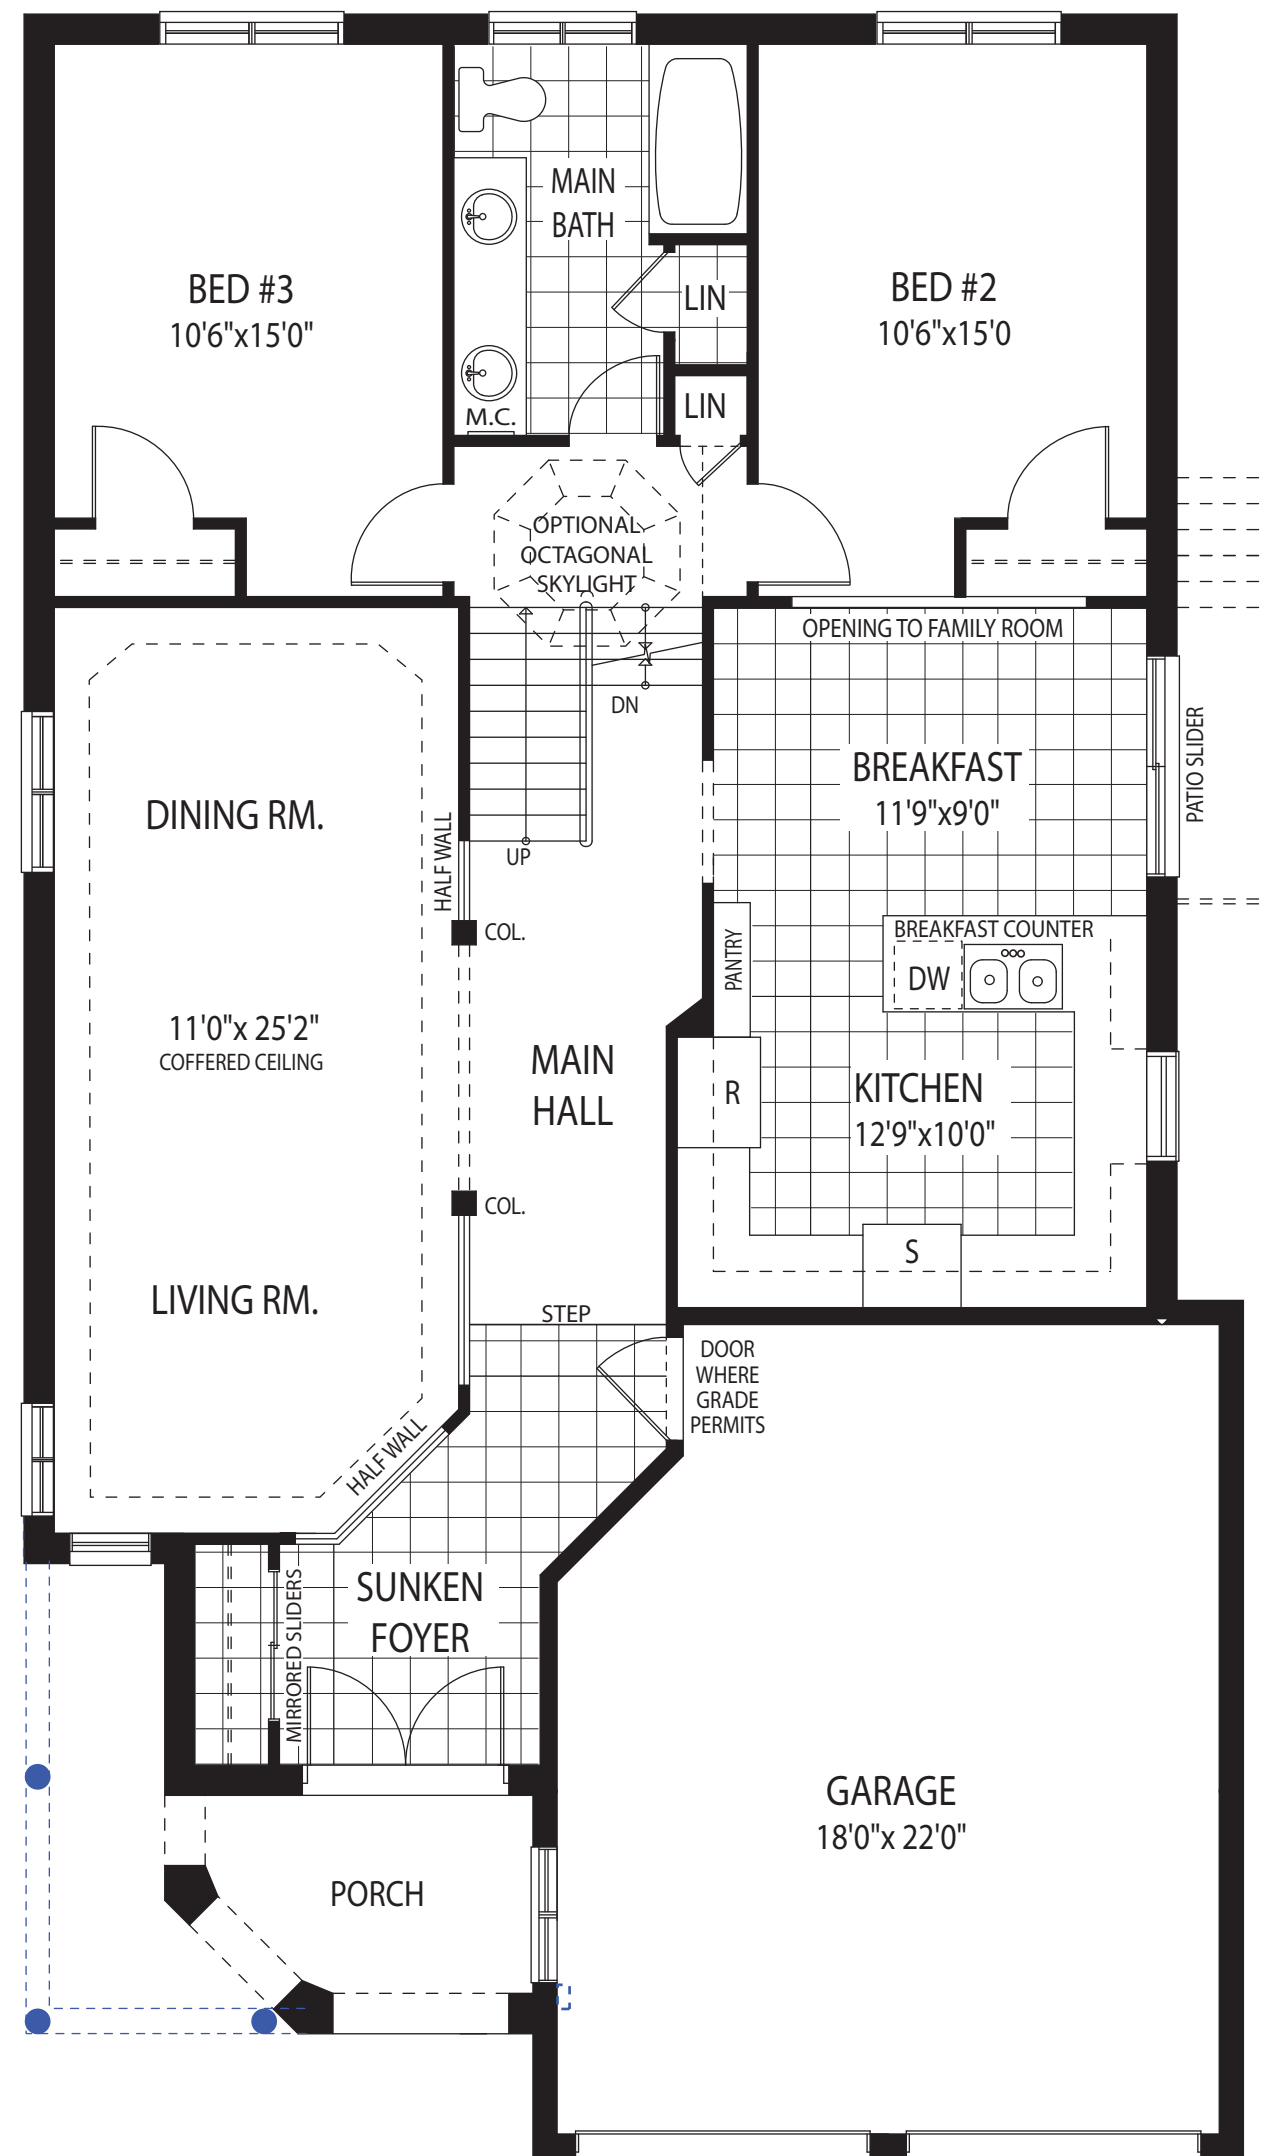 MAIN
BATH
BED #3
10'6"x15'0"
BED #2
10'6"x15'0
LIN
LIN
M.C.
OPTIONAL
OCTAGONAL
SKYLIGHT
OPENING TO FAMILY ROOM
DN
PATIO SLIDER
BREAKFAST
11'9"x9'0"
DINING RM.
HALF WALL
UP
COL.
BREAKFAST COUNTER
PANTRY
DW
11'0"x 25'2"
COFFERED CEILING
MAIN
HALL
R
KITCHEN
12'9"x10'0"
COL.
S
LIVING RM.
STEP
DOOR
WHERE
GRADE
PERMITS
HALF WALL
MIRRORED SLIDERS
SUNKEN
FOYER
GARAGE
18'0"x 22'0"
PORCH